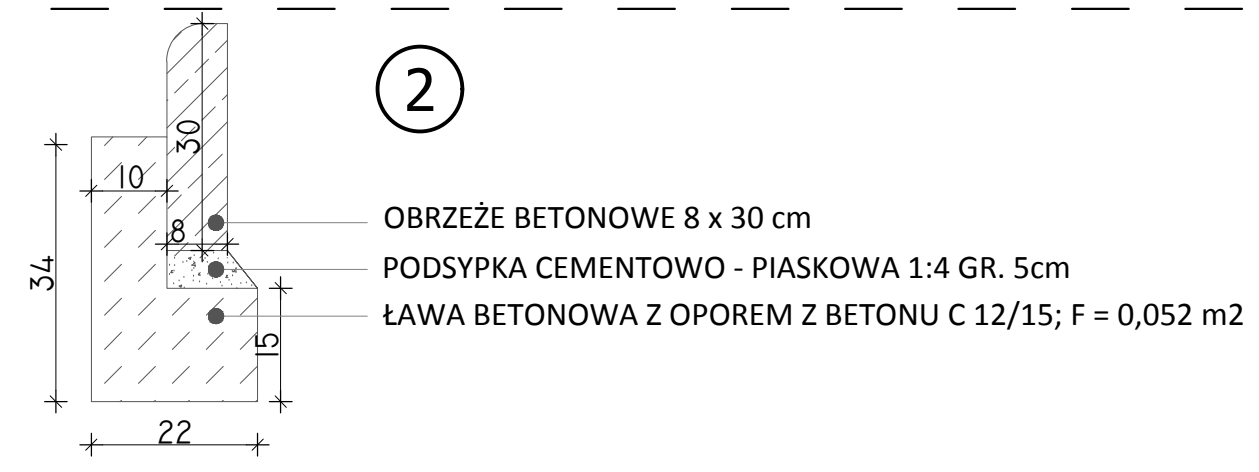 2
30
10
OBRZEŻE BETONOWE 8 x 30 cm
8
PODSYPKA CEMENTOWO - PIASKOWA 1:4 GR. 5cm
34
ŁAWA BETONOWA Z OPOREM Z BETONU C 12/15; F = 0,052 m2
15
22